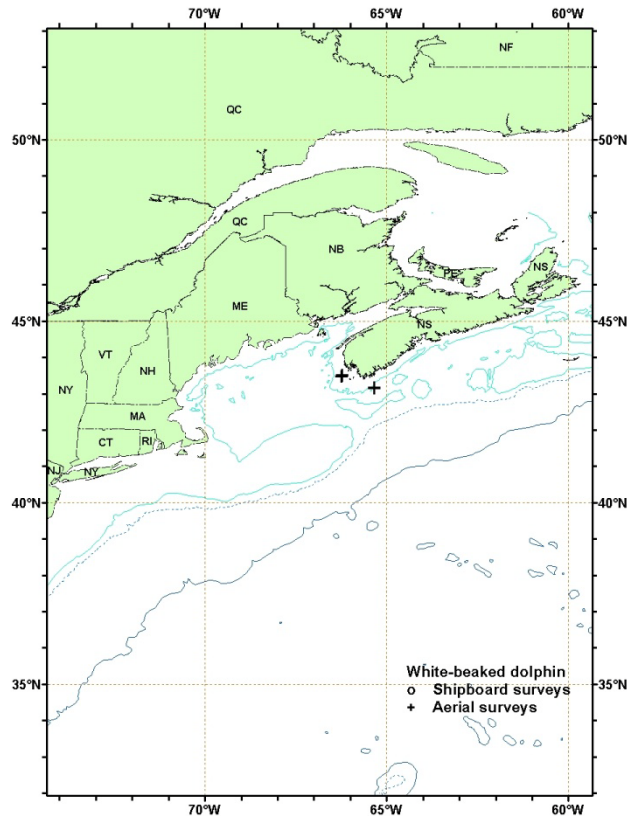 70°W 65°W 60°W
NF
QC
50°N 50°N
QC
NB
PE
NS
ME
NS
45°N 45°N
VT
NH
NY
MA
CT RI
NJ NY
40°N 40°N
White-beaked dolphin
o Shipboard surveys
+ Aerial surveys
35°N 35°N
70°W 65°W 60°W